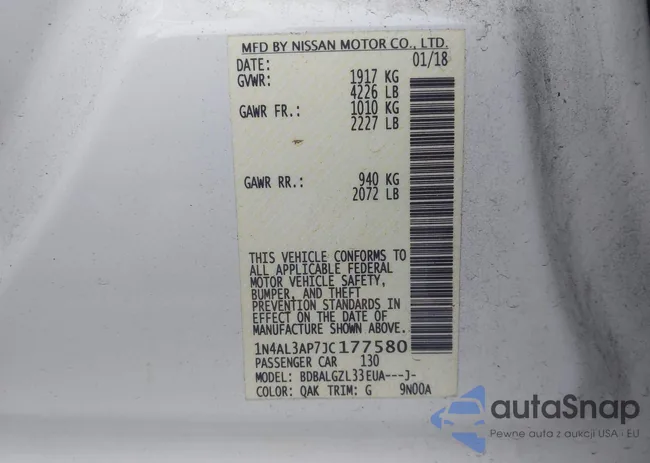 MFD BY NISSAN MOTOR CO., LTD.
DATE: 01/18
GVWR: 1917 KG
4226 LB
GAWR FR.: 1010 KG
2227 LB
GAWR RR.: 940 KG
2072 LB
THIS VEHICLE CONFORMS TO
ALL APPLICABLE FEDERAL
MOTOR VEHICLE SAFETY,
BUMPER, AND THEFT
PREVENTION STANDARDS IN
EFFECT ON THE DATE OF
MANUFACTURE SHOWN ABOVE.
1N4AL3AP7JC177580
PASSENGER CAR 130
MODEL: BDBALGZL33EUA---J-
COLOR: QAK TRIM: G 9N00A
autoSnap
Pewne auta z aukcji USA - EU